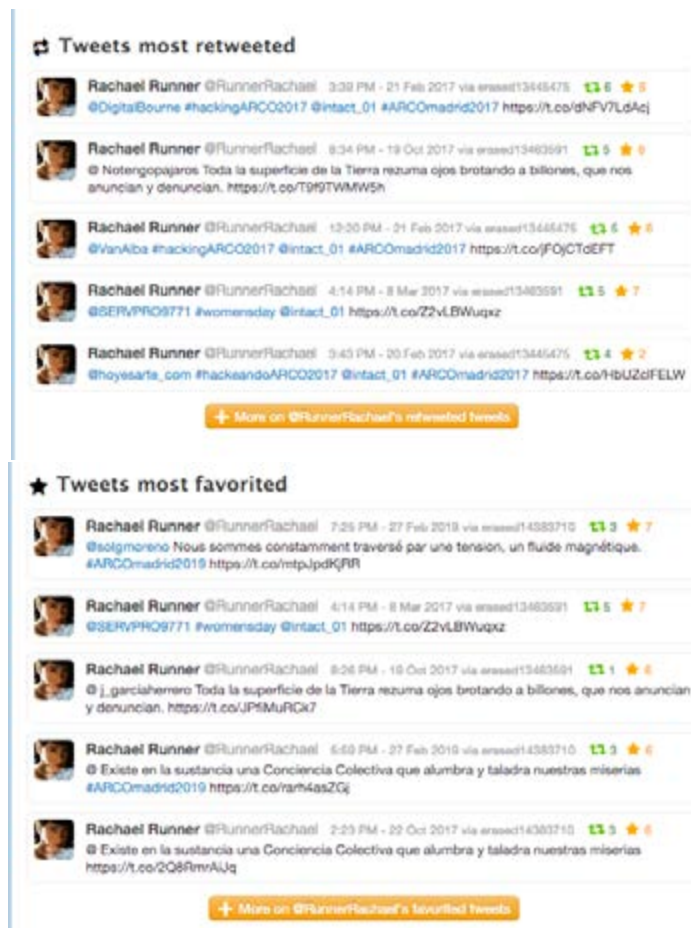 Tweets most retweeted
Rachael Runner @RunnerRachael 3:39 PM - 21 Feb 2017 via erased13445475 6
@DigitalBourne #hackingARCO2017 @intact_01 #ARCOmadrid2017 https://t.co/dNFV7LdAcj
Rachael Runner @RunnerRachael 8:34 PM - 19 Oct 2017 via erased13463591 5 6
@ Notengopajaros Toda la superficie de la Tierra rezuma ojos brotando a billones, que nos
anuncian y denuncian. https://t.co/T9f9TWMW5h
Rachael Runner @RunnerRachael 12:20 PM - 21 Feb 2017 via erased13445475 6
@VanAlba #hackingARCO2017 @intact_01 #ARCOmadrid2017 https://t.co/jFOjCTdEFT
Rachael Runner @RunnerRachael 4:14 PM - 8 Mar 2017 via erased13463591 5 7
@SERVPRO9771 #womensday @intact_01 https://t.co/Z2vLBWuqxz
Rachael Runner @RunnerRachael 3:43 PM - 20 Feb 2017 via erased13445475 4 2
@hoyesarte_com #hackeandoARCO2017 @intact_01 #ARCOmadrid2017 https://t.co/HbUZclFELW
+ More on @RunnerRachael's retweeted tweets
Tweets most favorited
Rachael Runner @RunnerRachael 7:25 PM - 27 Feb 2019 via erased14383710 3 7
@solgmoreno Nous sommes constamment traversé par une tension, un fluide magnétique.
#ARCOmadrid2019 https://t.co/mtpJpdKjRR
Rachael Runner @RunnerRachael 4:14 PM - 8 Mar 2017 via erased13463591 5 7
@SERVPRO9771 #womensday @intact_01 https://t.co/Z2vLBWuqxz
Rachael Runner @RunnerRachael 8:26 PM - 19 Oct 2017 via erased13463591 1 6
@ j_garciaherrero Toda la superficie de la Tierra rezuma ojos brotando a billones, que nos anuncian
y denuncian. https://t.co/JPfiMuRCk7
Rachael Runner @RunnerRachael PM - 27 Feb 2019 via erased14383710 3 6
@ Existe en la sustancia una Conciencia Colectiva que alumbra y taladra nuestras miserias
#ARCOmadrid2019 https://t.co/rarh4asZGj
Rachael Runner @RunnerRachael 2:23 PM - 22 Oct 2017 via 3 6
@ Existe en la sustancia una Conciencia Colectiva que alumbra y taladra nuestras miserias
https://t.co/2Q8RmrAiJq
+ More on @RunnerRachael's favorited tweets